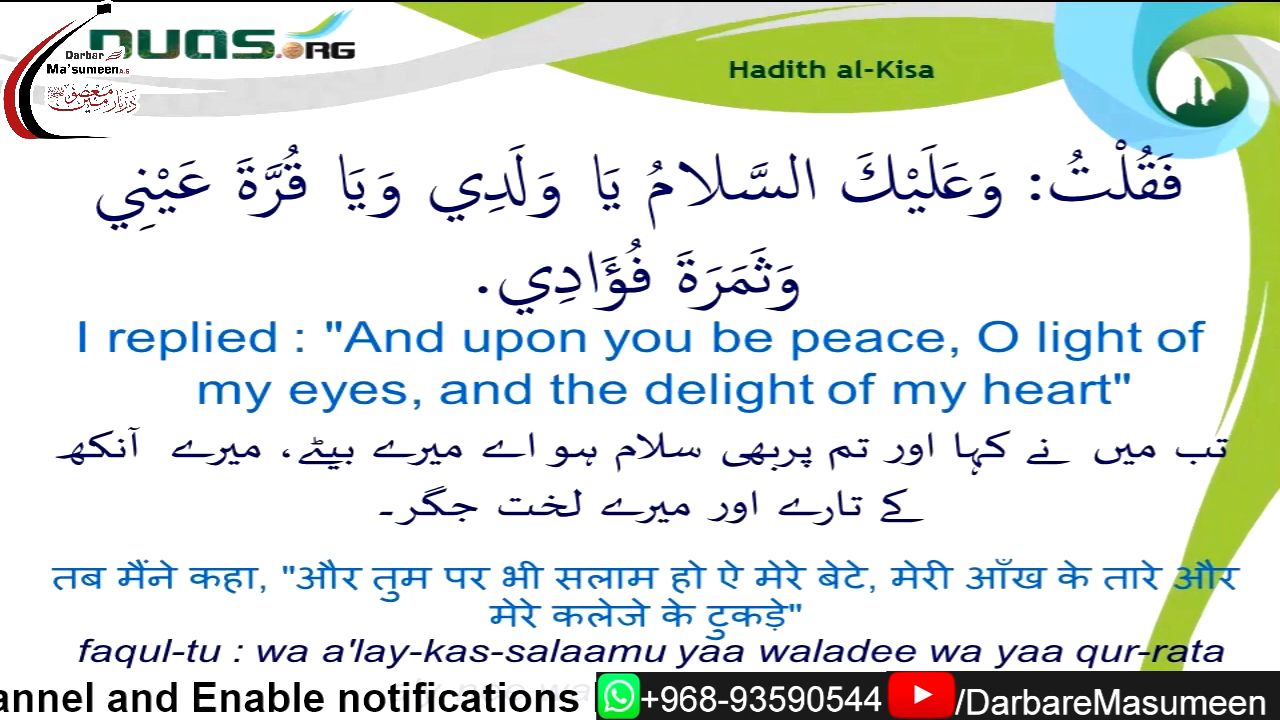 DUAS.ORG
Darbar
Ma'sumeen A.S
Hadith al-Kisa
فَقُلْتُ: وَعَلَيْكَ السَّلامُ يَا وَلَدِي وَيَا قُرَّةَ عَيْنِي
وَثَمَرَةَ فُؤَادِي.
I replied : "And upon you be peace, O light of
my eyes, and the delight of my heart"
تب میں نے کہا اور تم پربھی سلام ہو اے میرے بیٹے، میرے آنکھ
کے تارے اور میرے لخت جگر۔
तब मैंने कहा, "और तुम पर भी सलाम हो ऐ मेरे बेटे, मेरी आँख के तारे और
मेरे कलेजे के टुकड़े"
faqul-tu : wa a'lay-kas-salaamu yaa waladee wa yaa qur-rata
annel and Enable notifications +968-93590544 /DarbareMasumeen